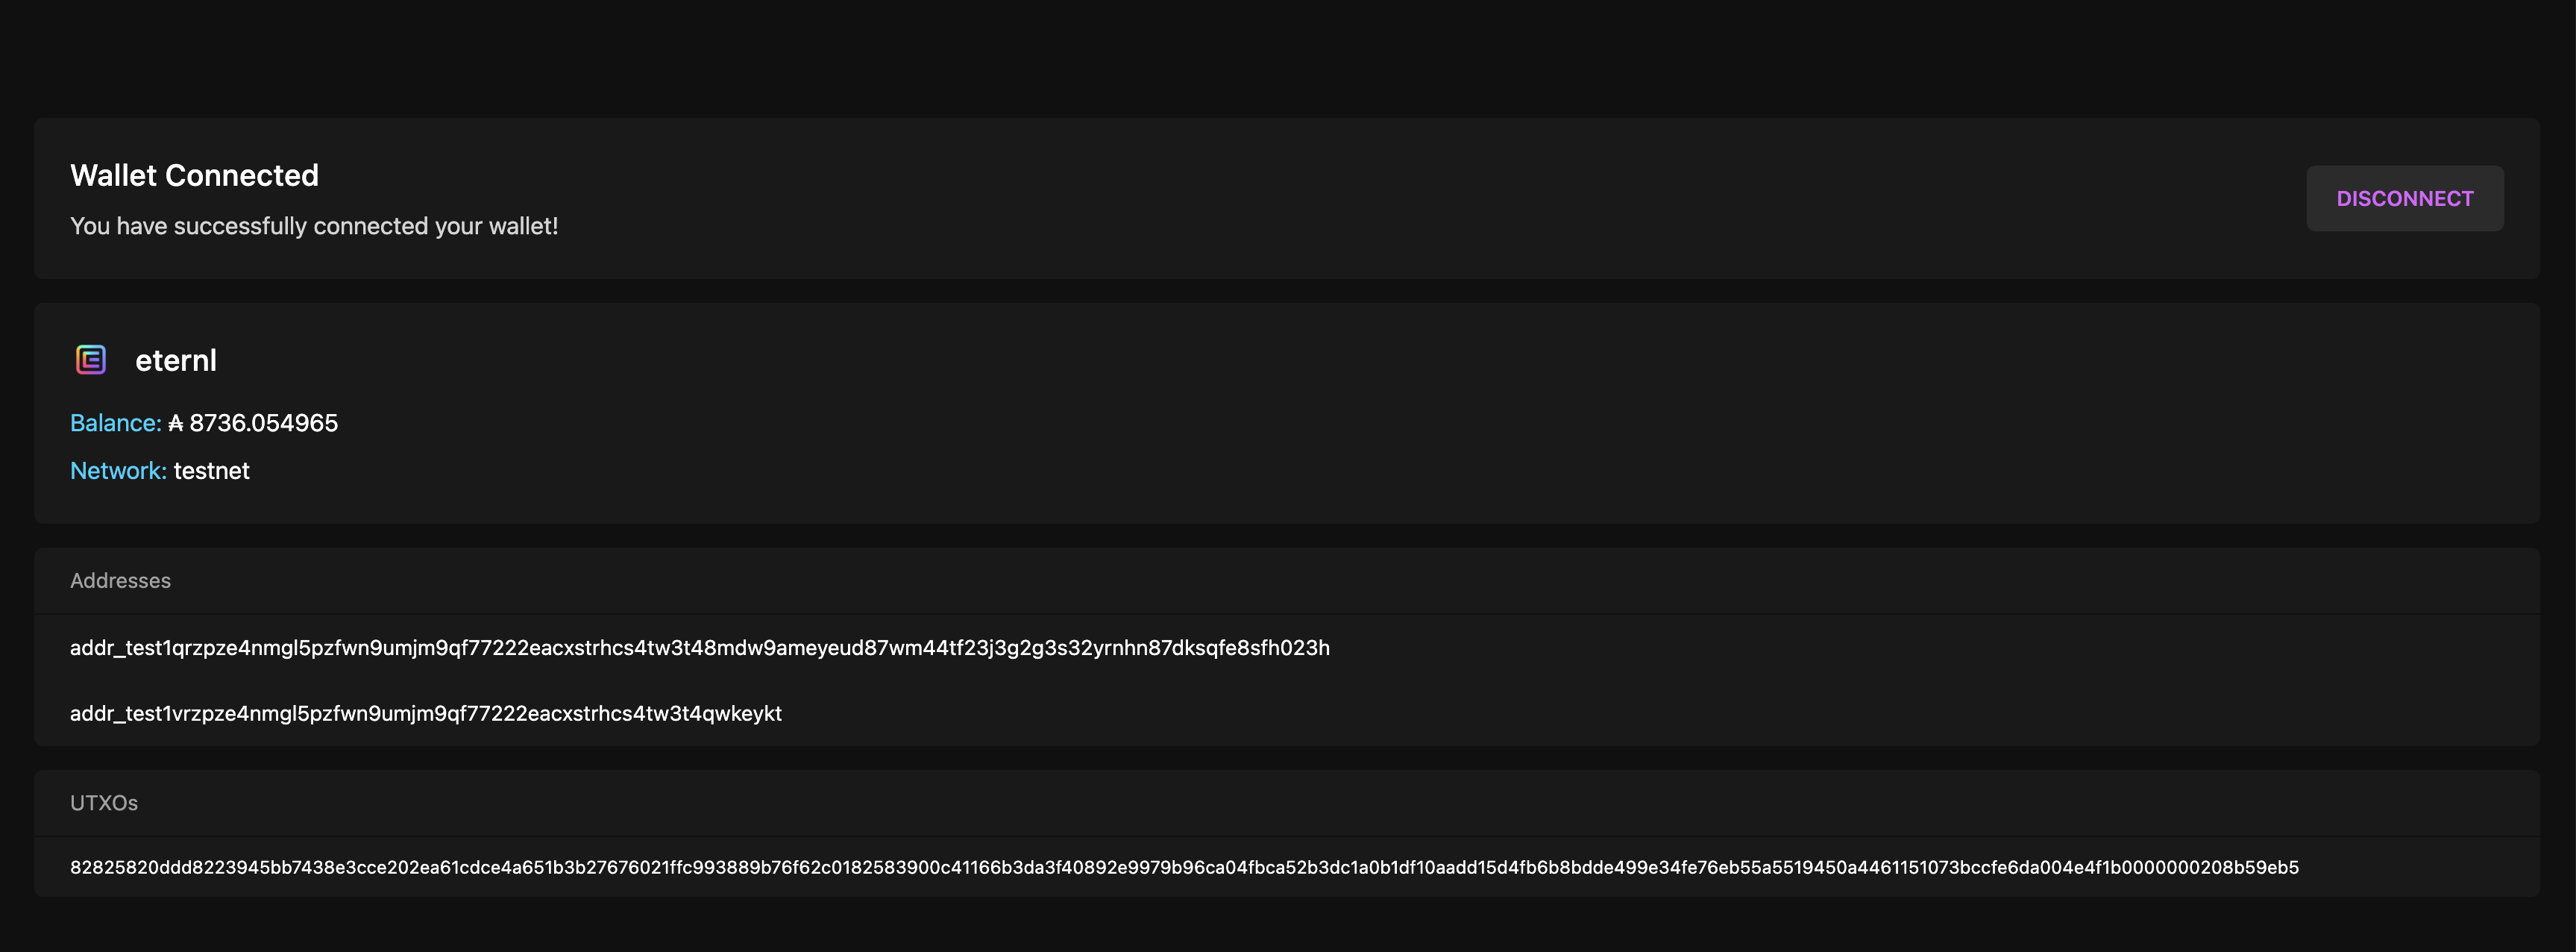 Wallet Connected
You have successfully connected your wallet!
DISCONNECT
eternl
Balance: ₳ 8736.054965
Network: testnet
Addresses
addr_test1qrzpze4nmgl5pzfwn9umjm9qf77222eacxstrhcs4tw3t48mdw9ameyeud87wm44tf23j3g2g3s32yrnhn87dksqfe8sfh023h
addr_test1vrzpze4nmgl5pzfwn9umjm9qf77222eacxstrhcs4tw3t4qwkeykt
UTXOs
82825820ddd8223945bb7438e3cce202ea61cdce4a651b3b27676021ffc993889b76f62c0182583900c41166b3da3f40892e9979b96ca04fbca52b3dc1a0b1df10aadd15d4fb6b8bdde499e34fe76eb55a5519450a4461151073bccfe6da004e4f1b0000000208b59eb5